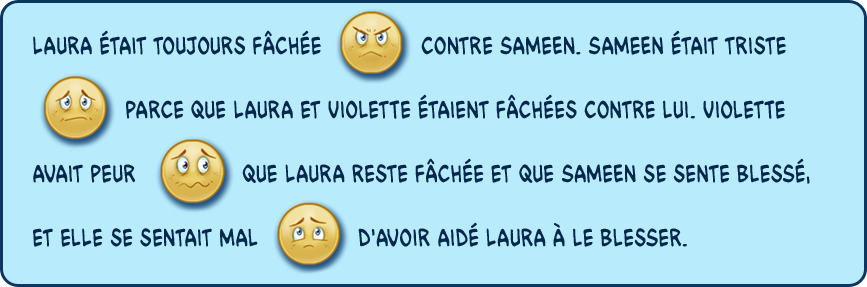 LAURA ÉTAIT TOUJOURS FÂCHÉE CONTRE SAMEEN. SAMEEN ÉTAIT TRISTE
PARCE QUE LAURA ET VIOLETTE ÉTAIENT FÂCHÉES CONTRE LUI. VIOLETTE
AVAIT PEUR QUE LAURA RESTE FÂCHÉE ET QUE SAMEEN SE SENTE BLESSÉ,
ET ELLE SE SENTAIT MAL D'AVOIR AIDÉ LAURA À LE BLESSER.